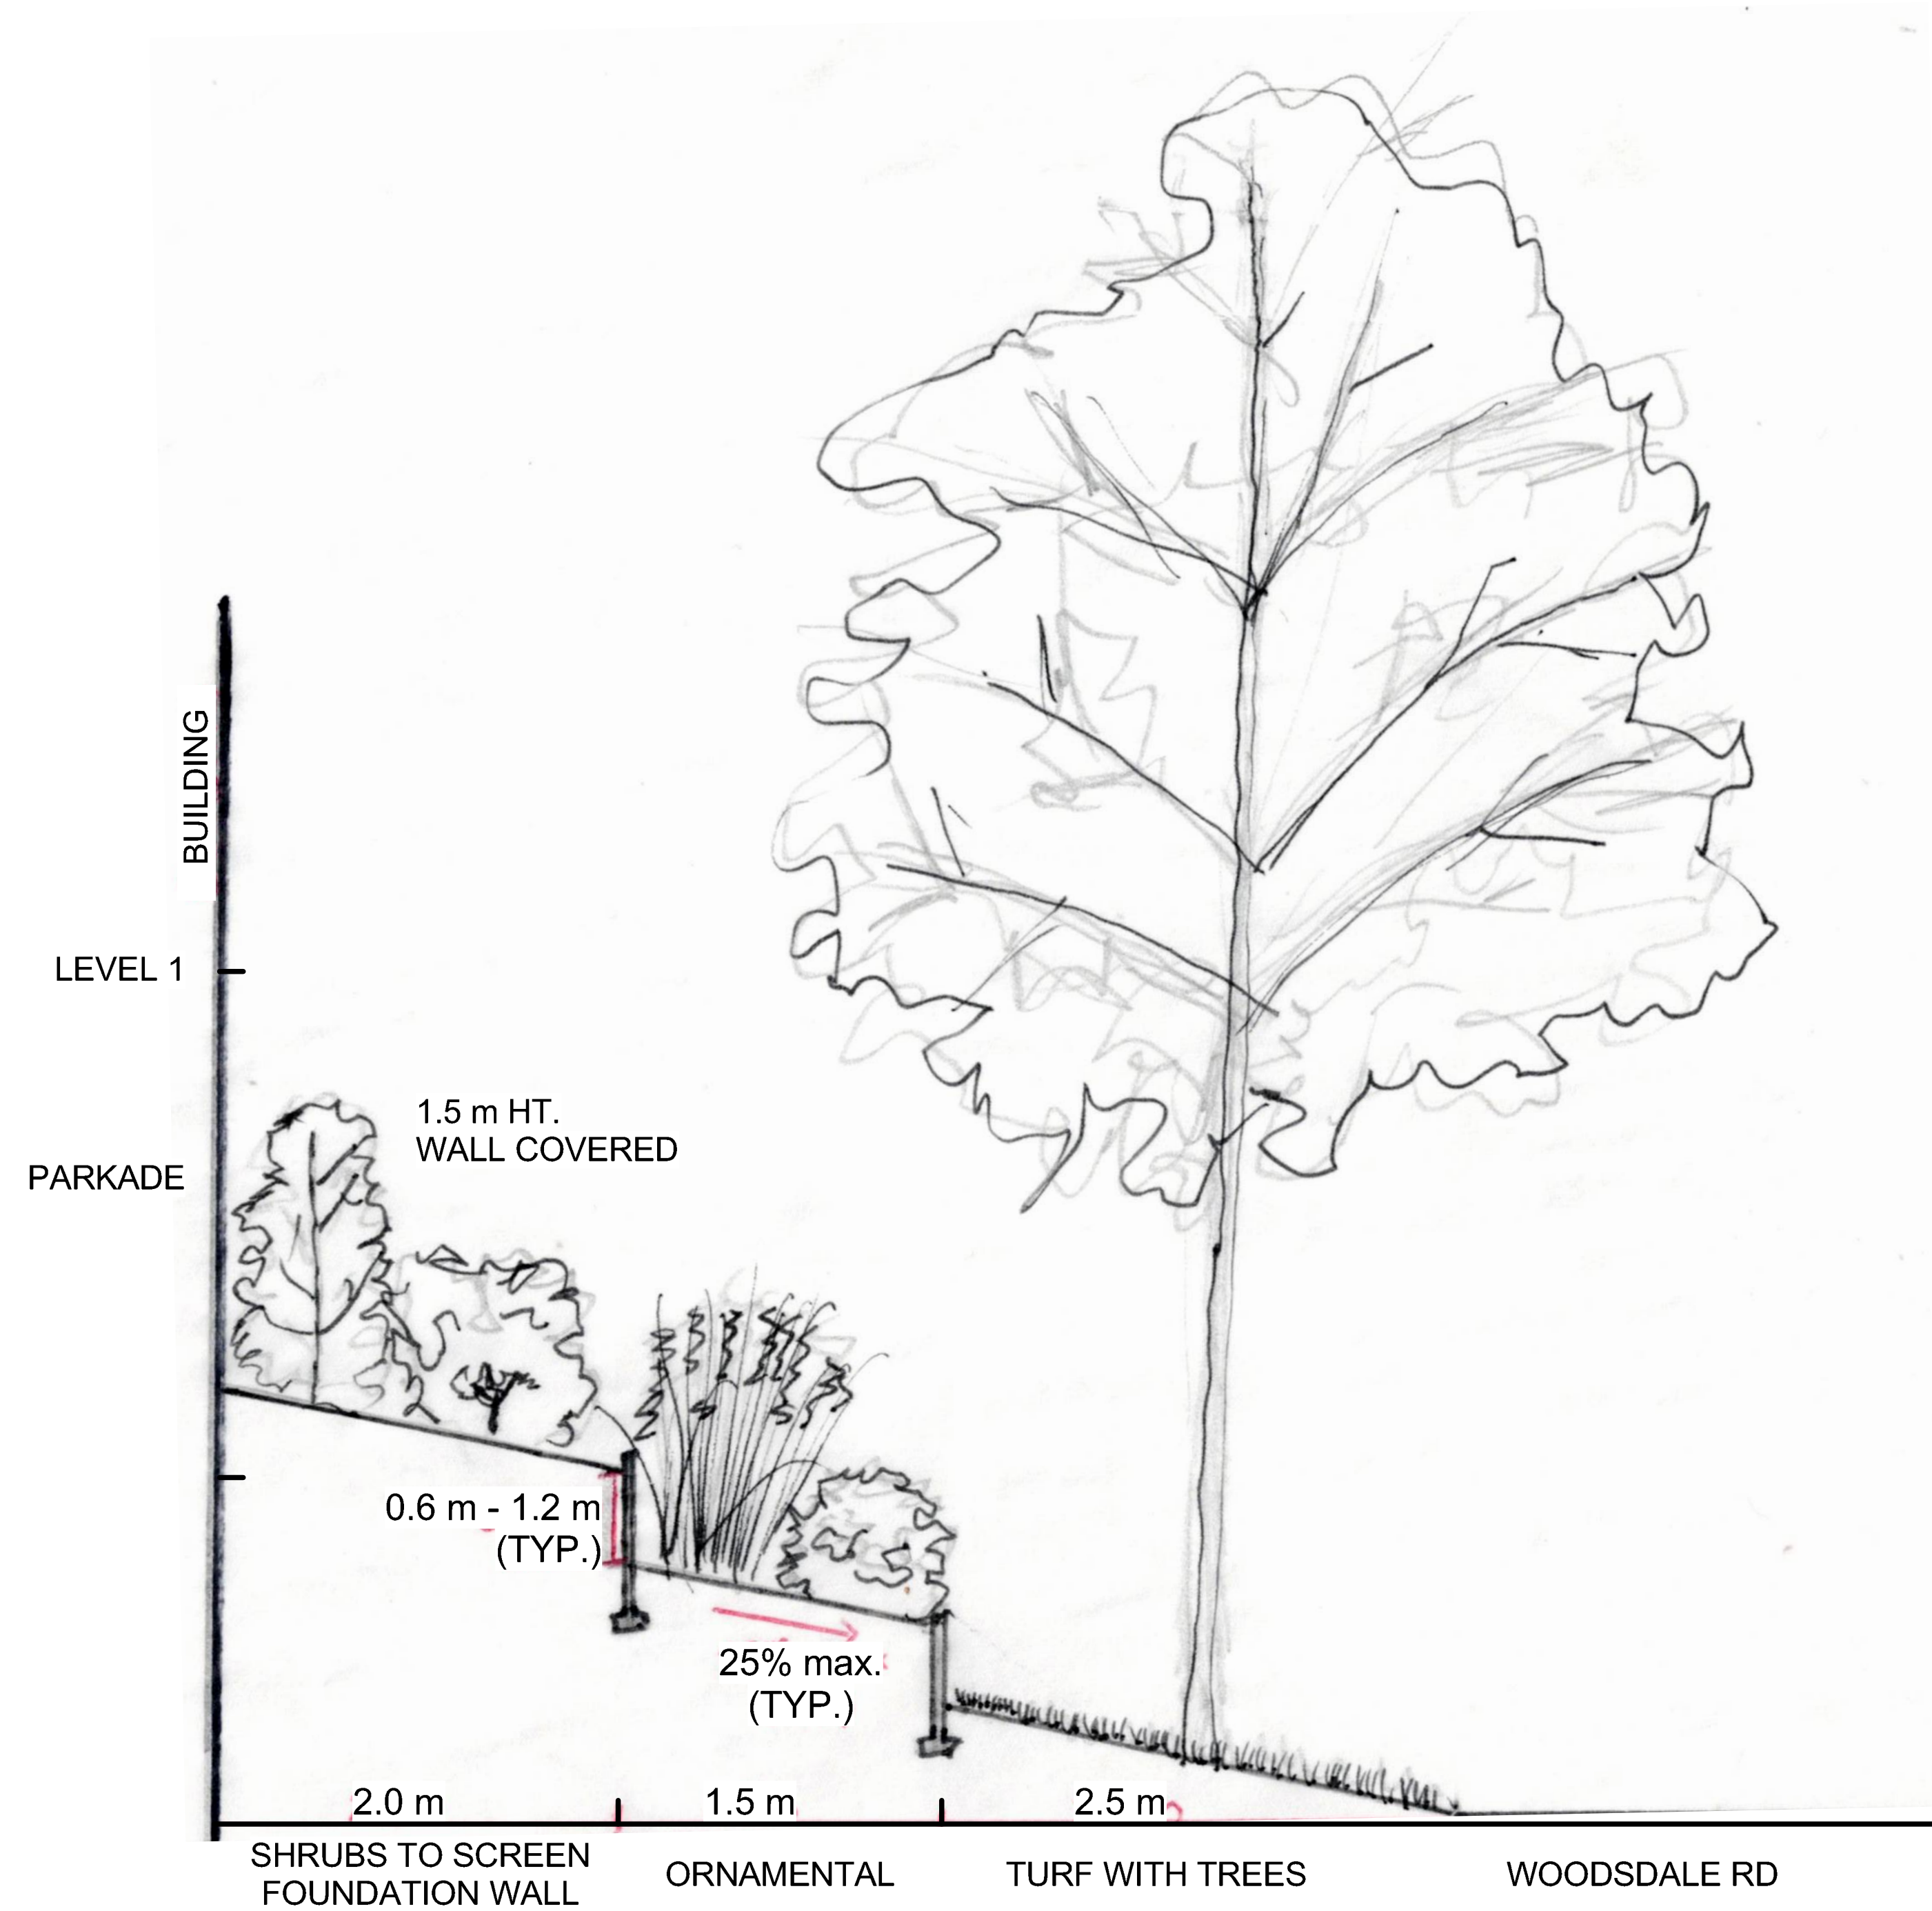 BUILDING
LEVEL 1
1.5 m HT.
WALL COVERED
PARKADE
0.6 m - 1.2 m
(TYP.)
25% max.
(TYP.)
2.0 m
1.5 m
2.5 m
SHRUBS TO SCREEN
FOUNDATION WALL
ORNAMENTAL
TURF WITH TREES
WOODSDALE RD